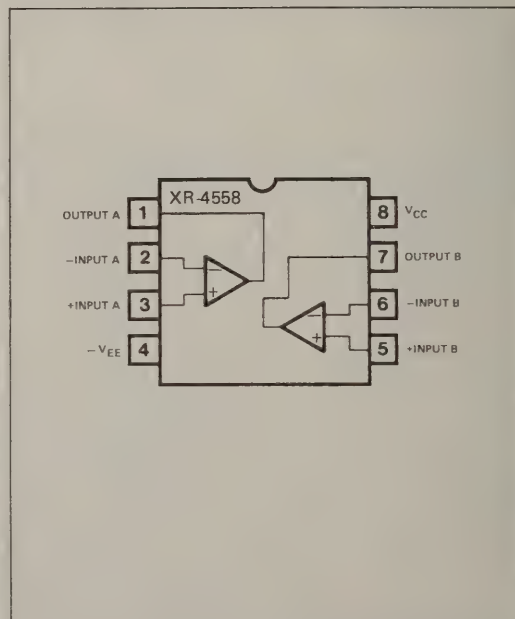 XR-4558
OUTPUT A 1
-INPUT A 2
+INPUT A 3
-VEE 4
8 VCC
7 OUTPUT B
6 -INPUT B
5 +INPUT B
-
+
-
+